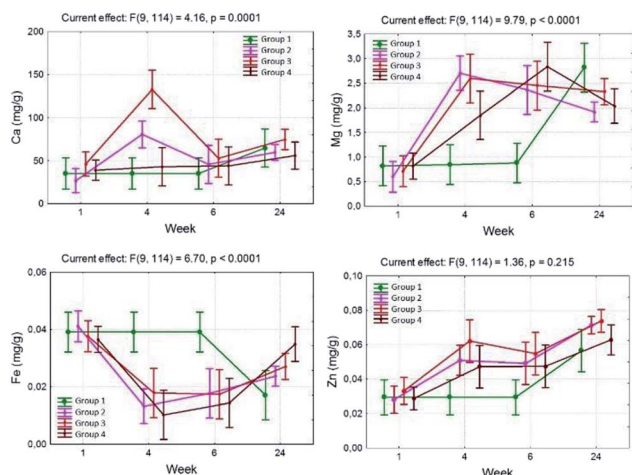 Current effect: F(9, 114) = 4.16, p = 0.0001
200
150
100
50
0
Ca (mg/g)
Group 1
Group 2
Group 3
Group 4
1 4 6 24
Week
Current effect: F(9, 114) = 9.79, p < 0.0001
3,5
3,0
2,5
2,0
1,5
1,0
0,5
0,0
Mg (mg/g)
Group 1
Group 2
Group 3
Group 4
1 4 6 24
Week
Current effect: F(9, 114) = 6.70, p < 0.0001
0,06
0,04
0,02
0,00
Fe (mg/g)
Group 1
Group 2
Group 3
Group 4
1 4 6 24
Week
Current effect: F(9, 114) = 1.36, p = 0.215
0,10
0,08
0,06
0,04
0,02
0,00
Zn (mg/g)
Group 1
Group 2
Group 3
Group 4
1 4 6 24
Week